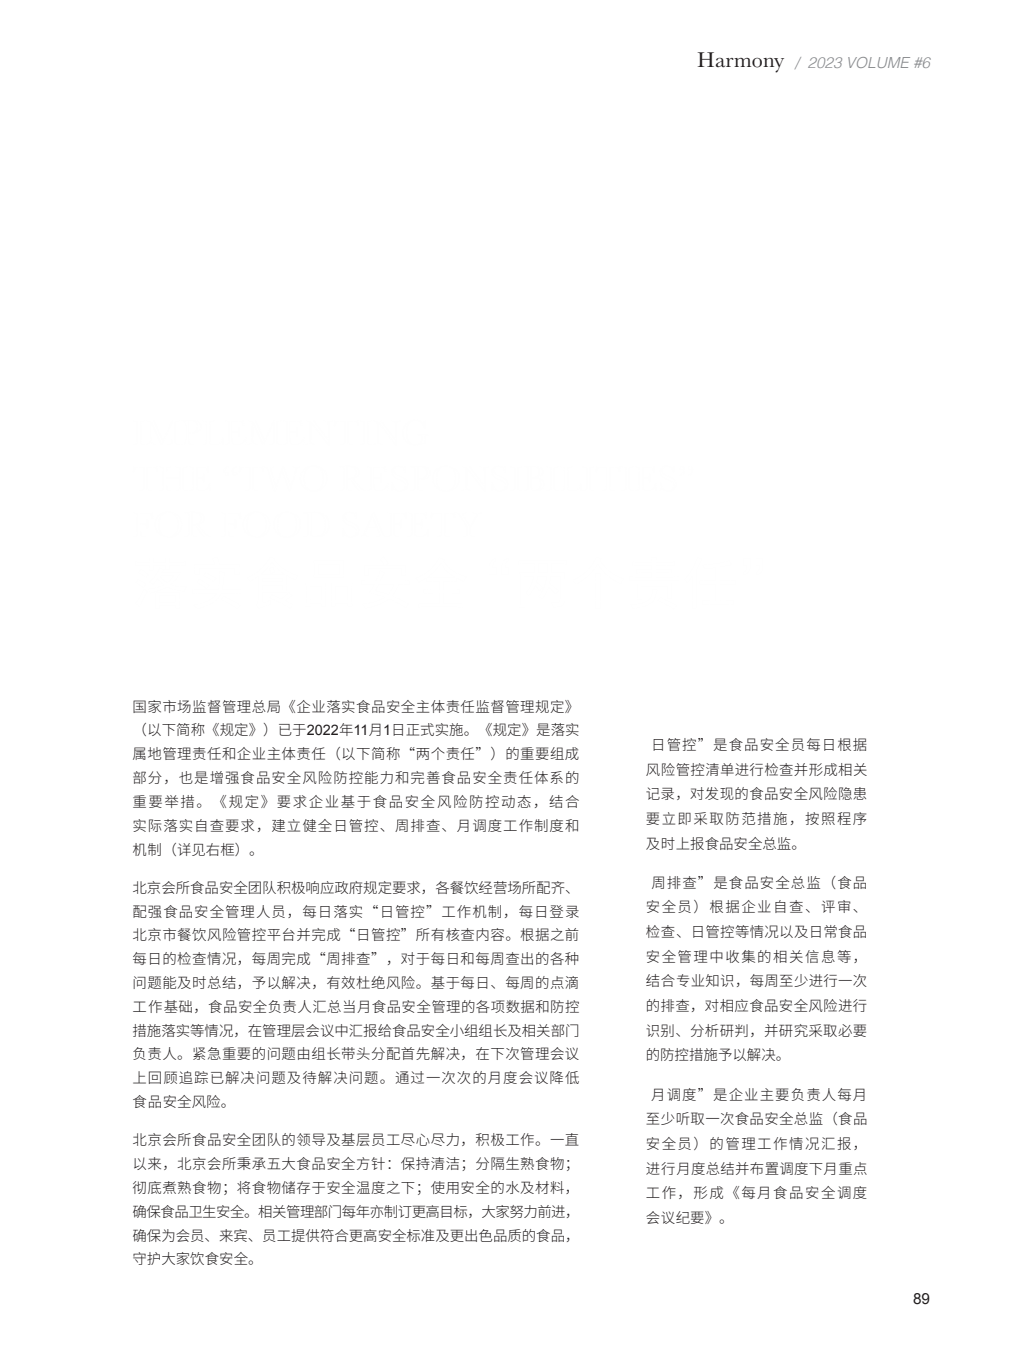 Harmony / 2023 VOLUME #6
国家市场监督管理总局《企业落实食品安全主体责任监督管理规定》
（以下简称《规定》）已于2022年11月1日正式实施。《规定》是落实
属地管理责任和企业主体责任（以下简称“两个责任”）的重要组成
部分，也是增强食品安全风险防控能力和完善食品安全责任体系的
重要举措。《规定》要求企业基于食品安全风险防控动态，结合
实际落实自查要求，建立健全日管控、周排查、月调度工作制度和
机制（详见右框）。
北京会所食品安全团队积极响应政府规定要求，各餐饮经营场所配齐、
配强食品安全管理人员，每日落实“日管控”工作机制，每日登录
北京市餐饮风险管控平台并完成“日管控”所有核查内容。根据之前
每日的检查情况，每周完成“周排查”，对于每日和每周查出的各种
问题能及时总结，予以解决，有效杜绝风险。基于每日、每周的点滴
工作基础，食品安全负责人汇总当月食品安全管理的各项数据和防控
措施落实等情况，在管理层会议中汇报给食品安全小组组长及相关部门
负责人。紧急重要的问题由组长带头分配首先解决，在下次管理会议
上回顾追踪已解决问题及待解决问题。通过一次次的月度会议降低
食品安全风险。
北京会所食品安全团队的领导及基层员工尽心尽力，积极工作。一直
以来，北京会所秉承五大食品安全方针：保持清洁；分隔生熟食物；
彻底煮熟食物；将食物储存于安全温度之下；使用安全的水及材料，
确保食品卫生安全。相关管理部门每年亦制订更高目标，大家努力前进，
确保为会员、来宾、员工提供符合更高安全标准及更出色品质的食品，
守护大家饮食安全。
日管控”是食品安全员每日根据
风险管控清单进行检查并形成相关
记录，对发现的食品安全风险隐患
要立即采取防范措施，按照程序
及时上报食品安全总监。
周排查”是食品安全总监（食品
安全员）根据企业自查、评审、
检查、日管控等情况以及日常食品
安全管理中收集的相关信息等，
结合专业知识，每周至少进行一次
的排查，对相应食品安全风险进行
识别、分析研判，并研究采取必要
的防控措施予以解决。
月调度”是企业主要负责人每月
至少听取一次食品安全总监（食品
安全员）的管理工作情况汇报，
进行月度总结并布置调度下月重点
工作，形成《每月食品安全调度
会议纪要》。
89